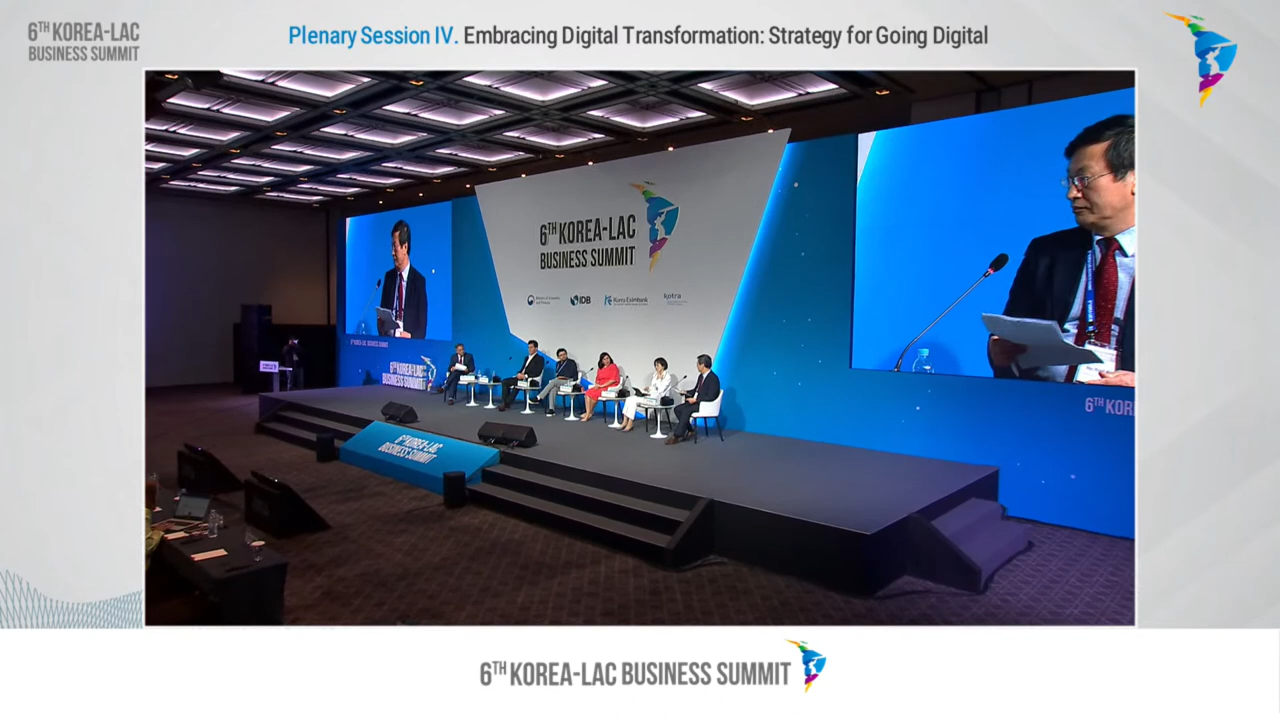 6TH KOREA-LAC
BUSINESS SUMMIT
Plenary Session IV. Embracing Digital Transformation: Strategy for Going Digital
6TH KOREA-LAC
BUSINESS SUMMIT
IDB
Korea Eximbank
kotra
6TH KOREA-LAC BUSINESS SUMMIT
6TH KOREA-LAC
BUSINESS SUMMIT
6TH KOR
6TH KOREA-LAC
BUSINESS SUMMIT
6TH KOREA-LAC BUSINESS SUMMIT